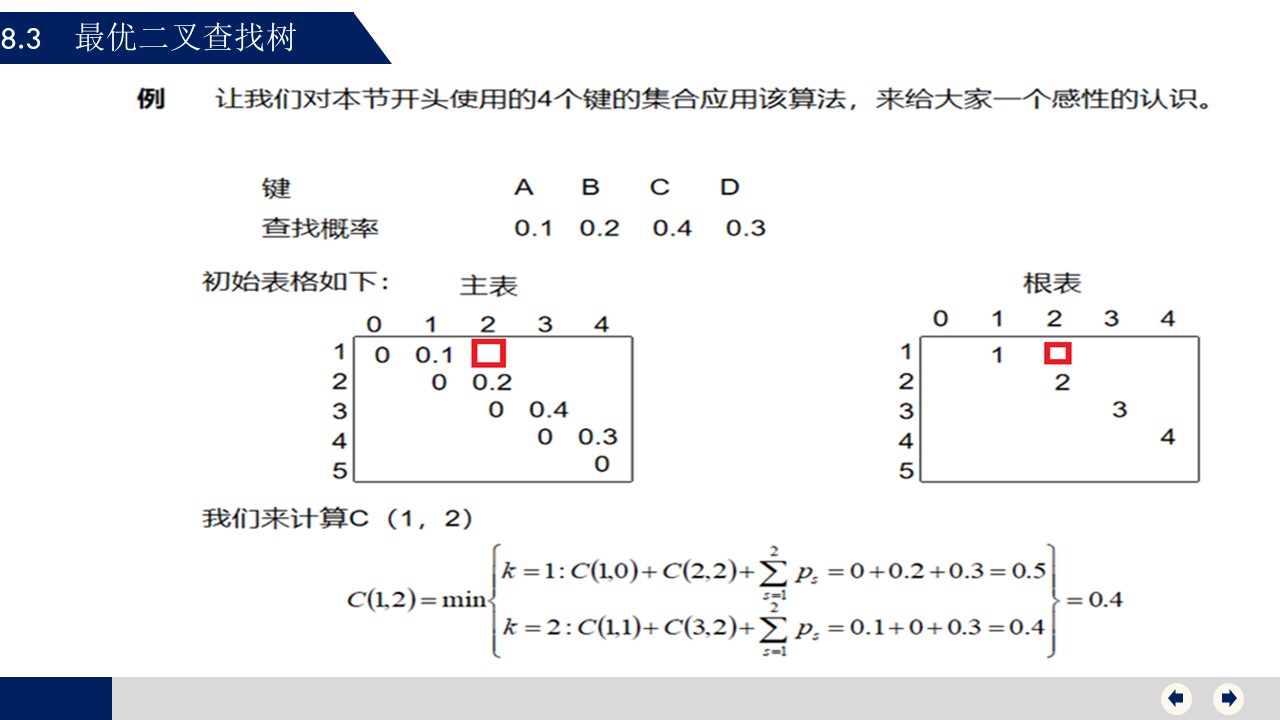 8.3 最优二叉查找树
例 让我们对本节开头使用的4个键的集合应用该算法，来给大家一个感性的认识。
键 A B C D
查找概率 0.1 0.2 0.4 0.3
初始表格如下： 主表 根表
0 1 2 3 4 0 1 2 3 4
1 0 0.1 1 1
2 0 0.2 2 2
3 0 0.4 3 3
4 0 0.3 4 4
5 0 5
我们来计算C（1，2）
C(1,2) = min { k = 1: C(1,0) + C(2,2) + ∑_{s=1}^{2} p_s = 0 + 0.2 + 0.3 = 0.5
k = 2: C(1,1) + C(3,2) + ∑_{s=1}^{2} p_s = 0.1 + 0 + 0.3 = 0.4 } = 0.4